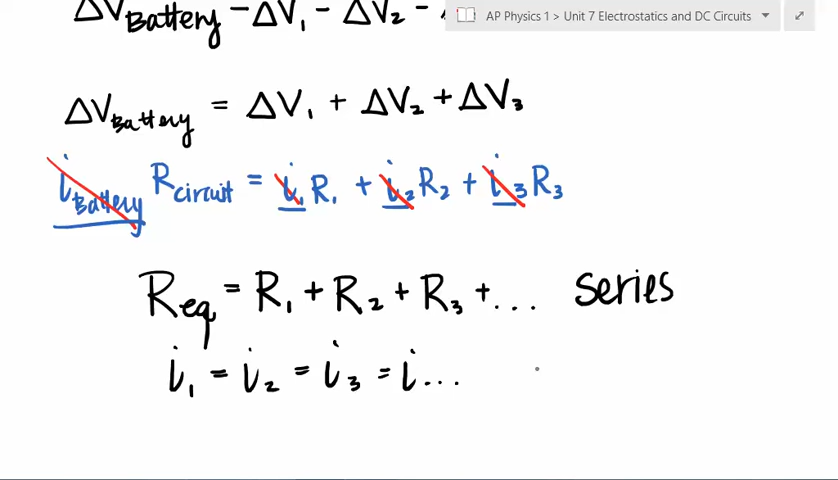 ΔV_Battery - ΔV₁ - ΔV₂ -
AP Physics 1 > Unit 7 Electrostatics and DC Circuits
ΔV_Battery = ΔV₁ + ΔV₂ + ΔV₃
i_Battery R_circuit = i₁R₁ + i₂R₂ + i₃R₃
R_eq = R₁ + R₂ + R₃ + ... series
i₁ = i₂ = i₃ = i...